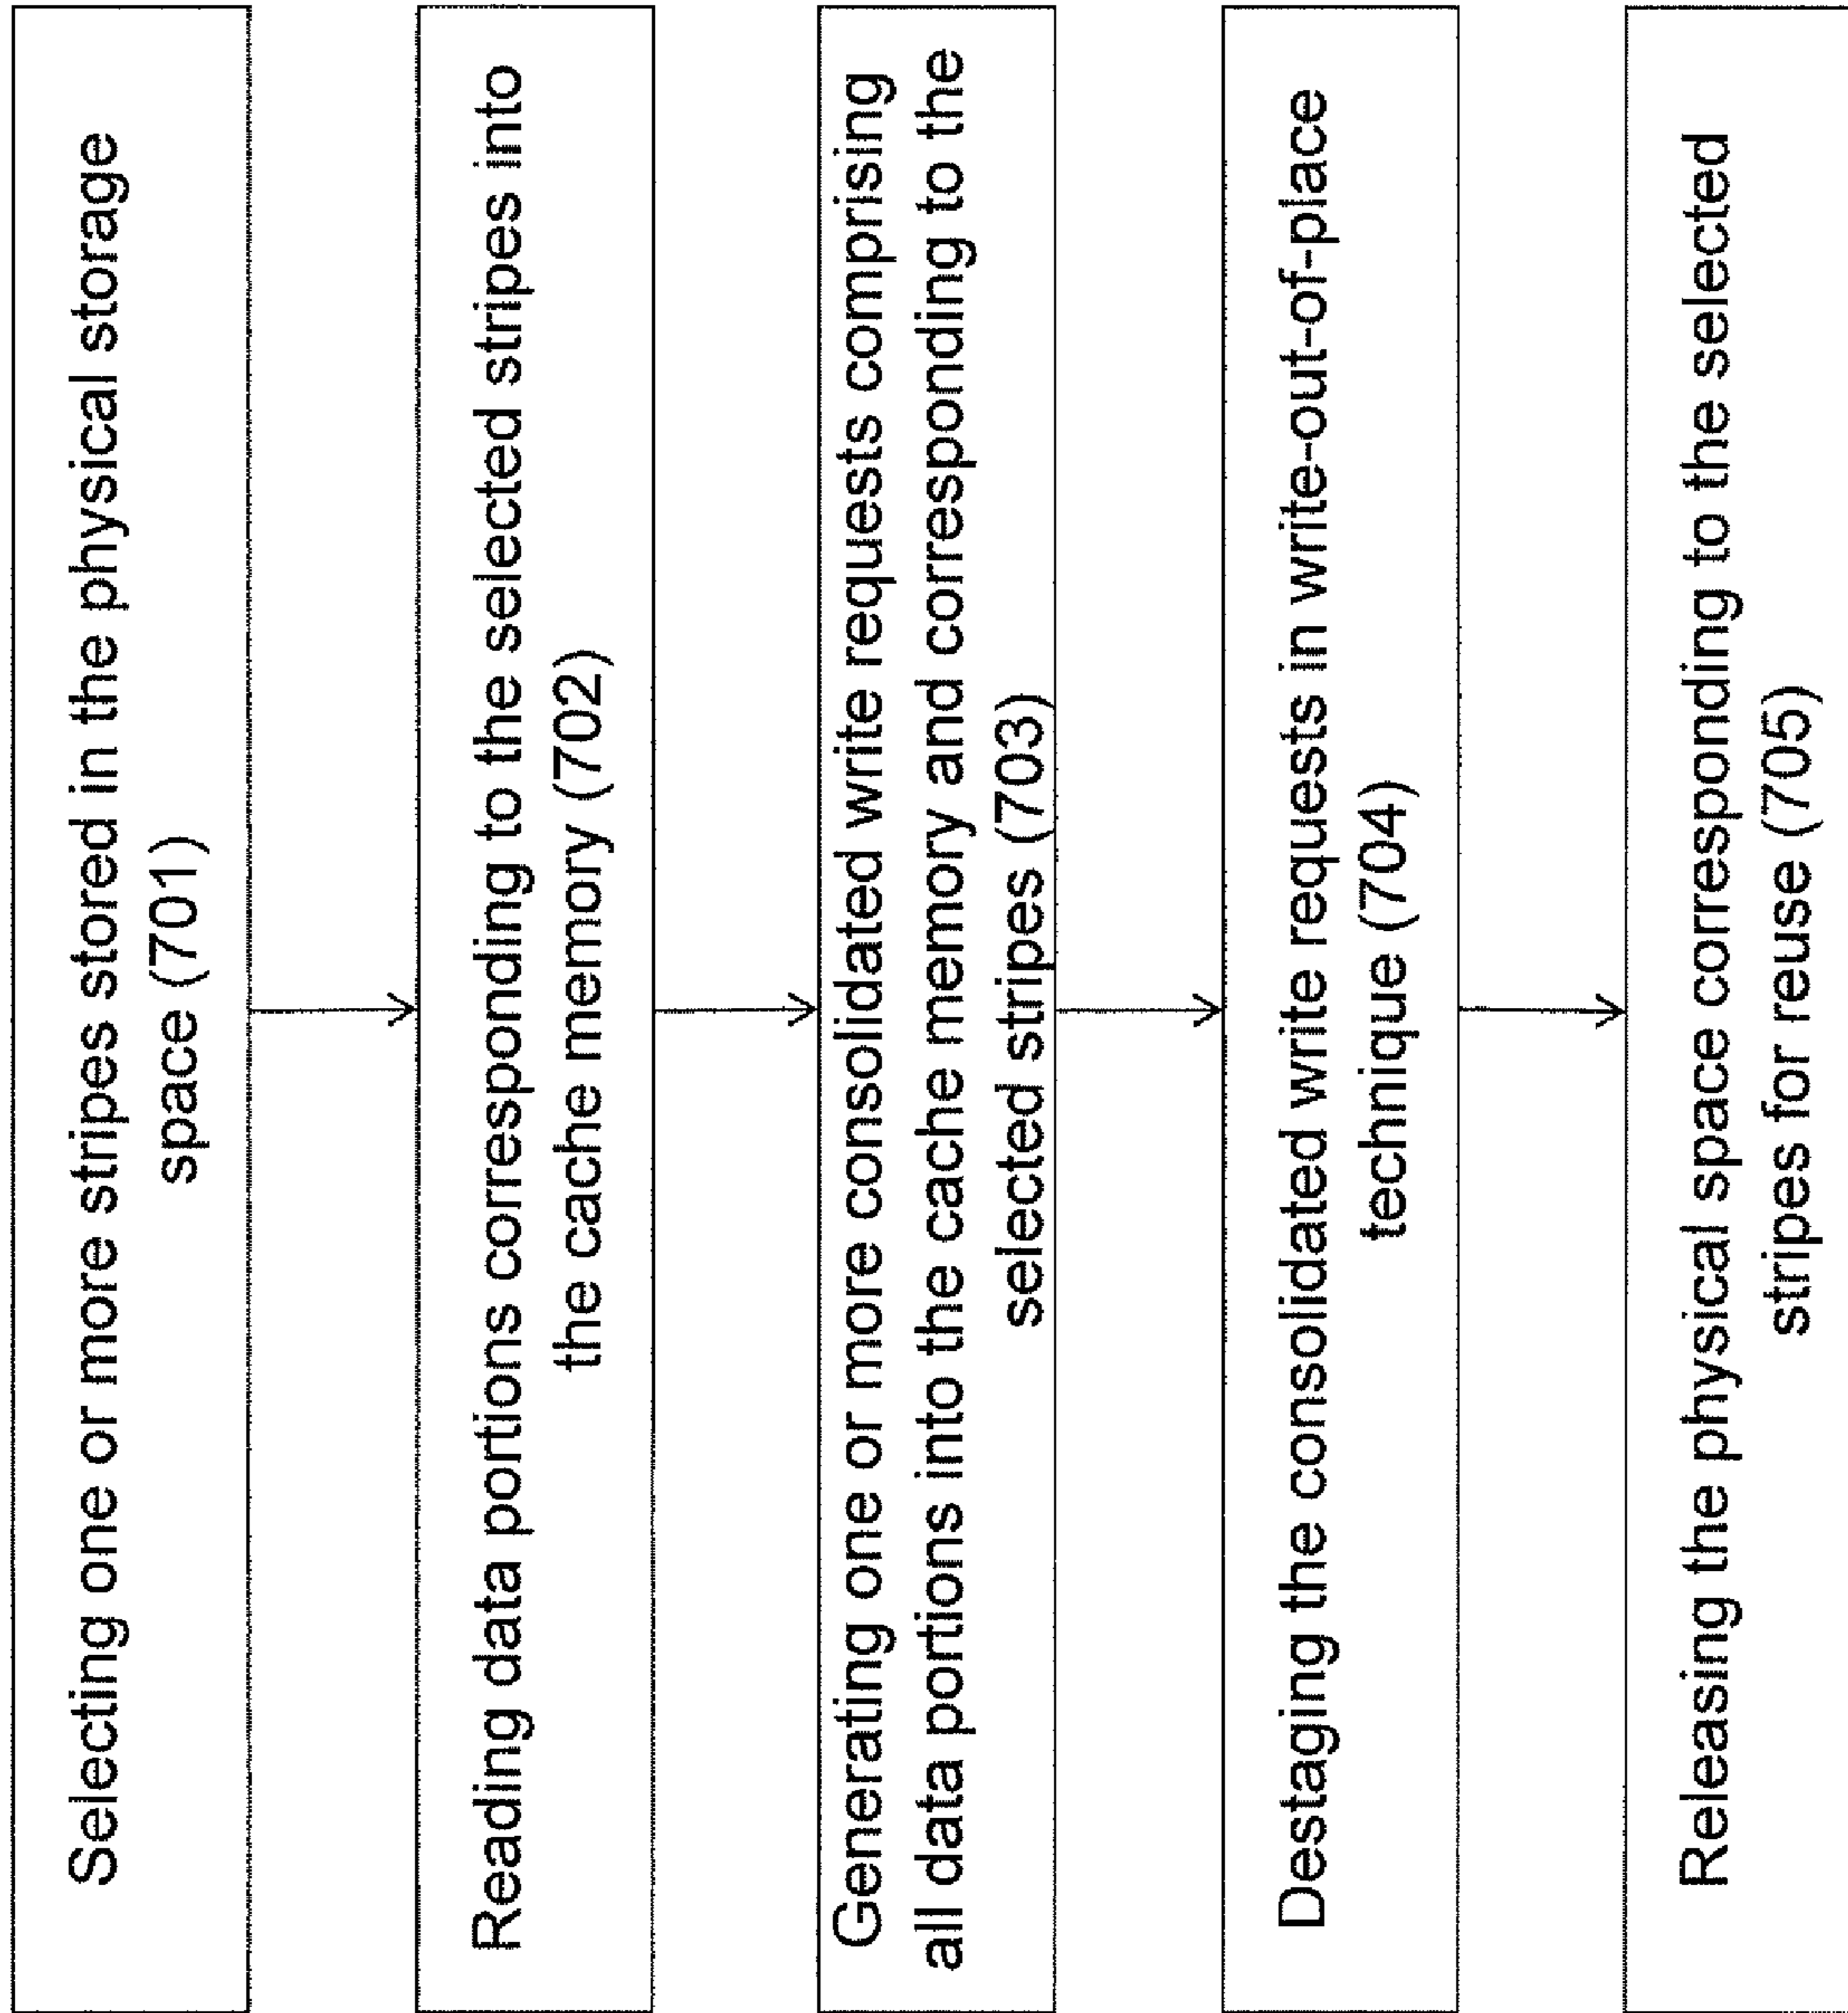 Selecting one or more stripes stored in the physical storage
space (701)
Reading data portions corresponding to the selected stripes into
the cache memory (702)
Generating one or more consolidated write requests comprising
all data portions into the cache memory and corresponding to the
selected stripes (703)
Destaging the consolidated write requests in write-out-of-place
technique (704)
Releasing the physical space corresponding to the selected
stripes for reuse (705)